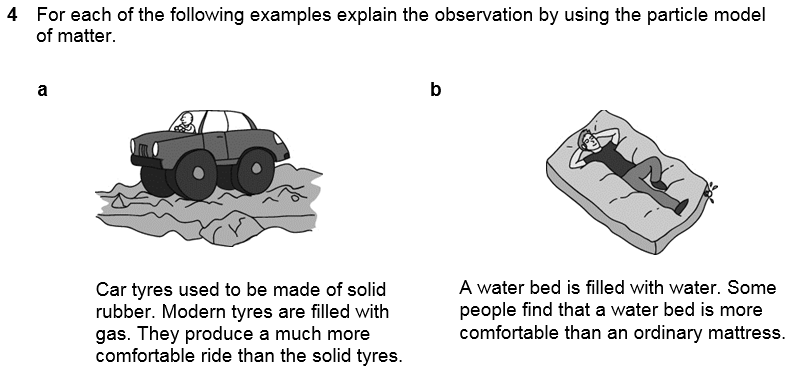 4 For each of the following examples explain the observation by using the particle model
of matter.
a
b
Car tyres used to be made of solid
rubber. Modern tyres are filled with
gas. They produce a much more
comfortable ride than the solid tyres.
A water bed is filled with water. Some
people find that a water bed is more
comfortable than an ordinary mattress.